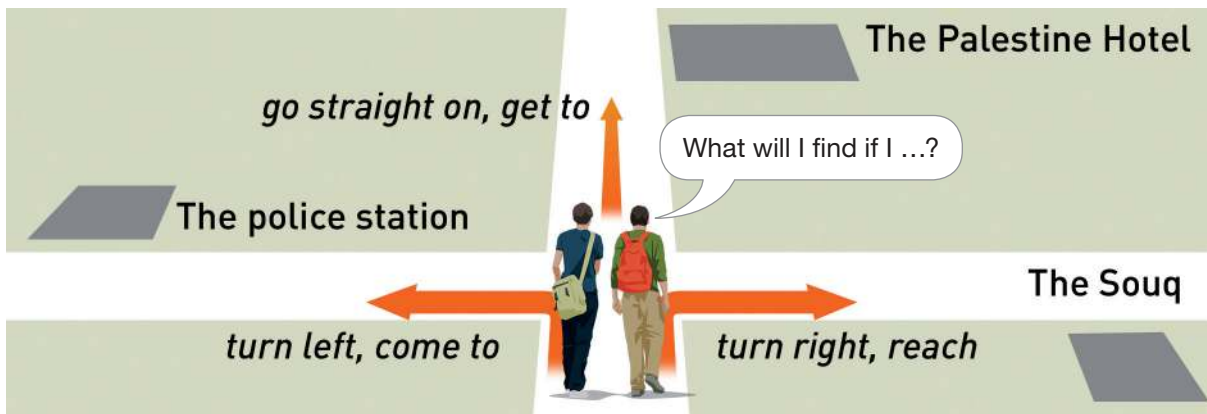 The Palestine Hotel
go straight on, get to
What will I find if I …?
The police station
The Souq
turn left, come to
turn right, reach